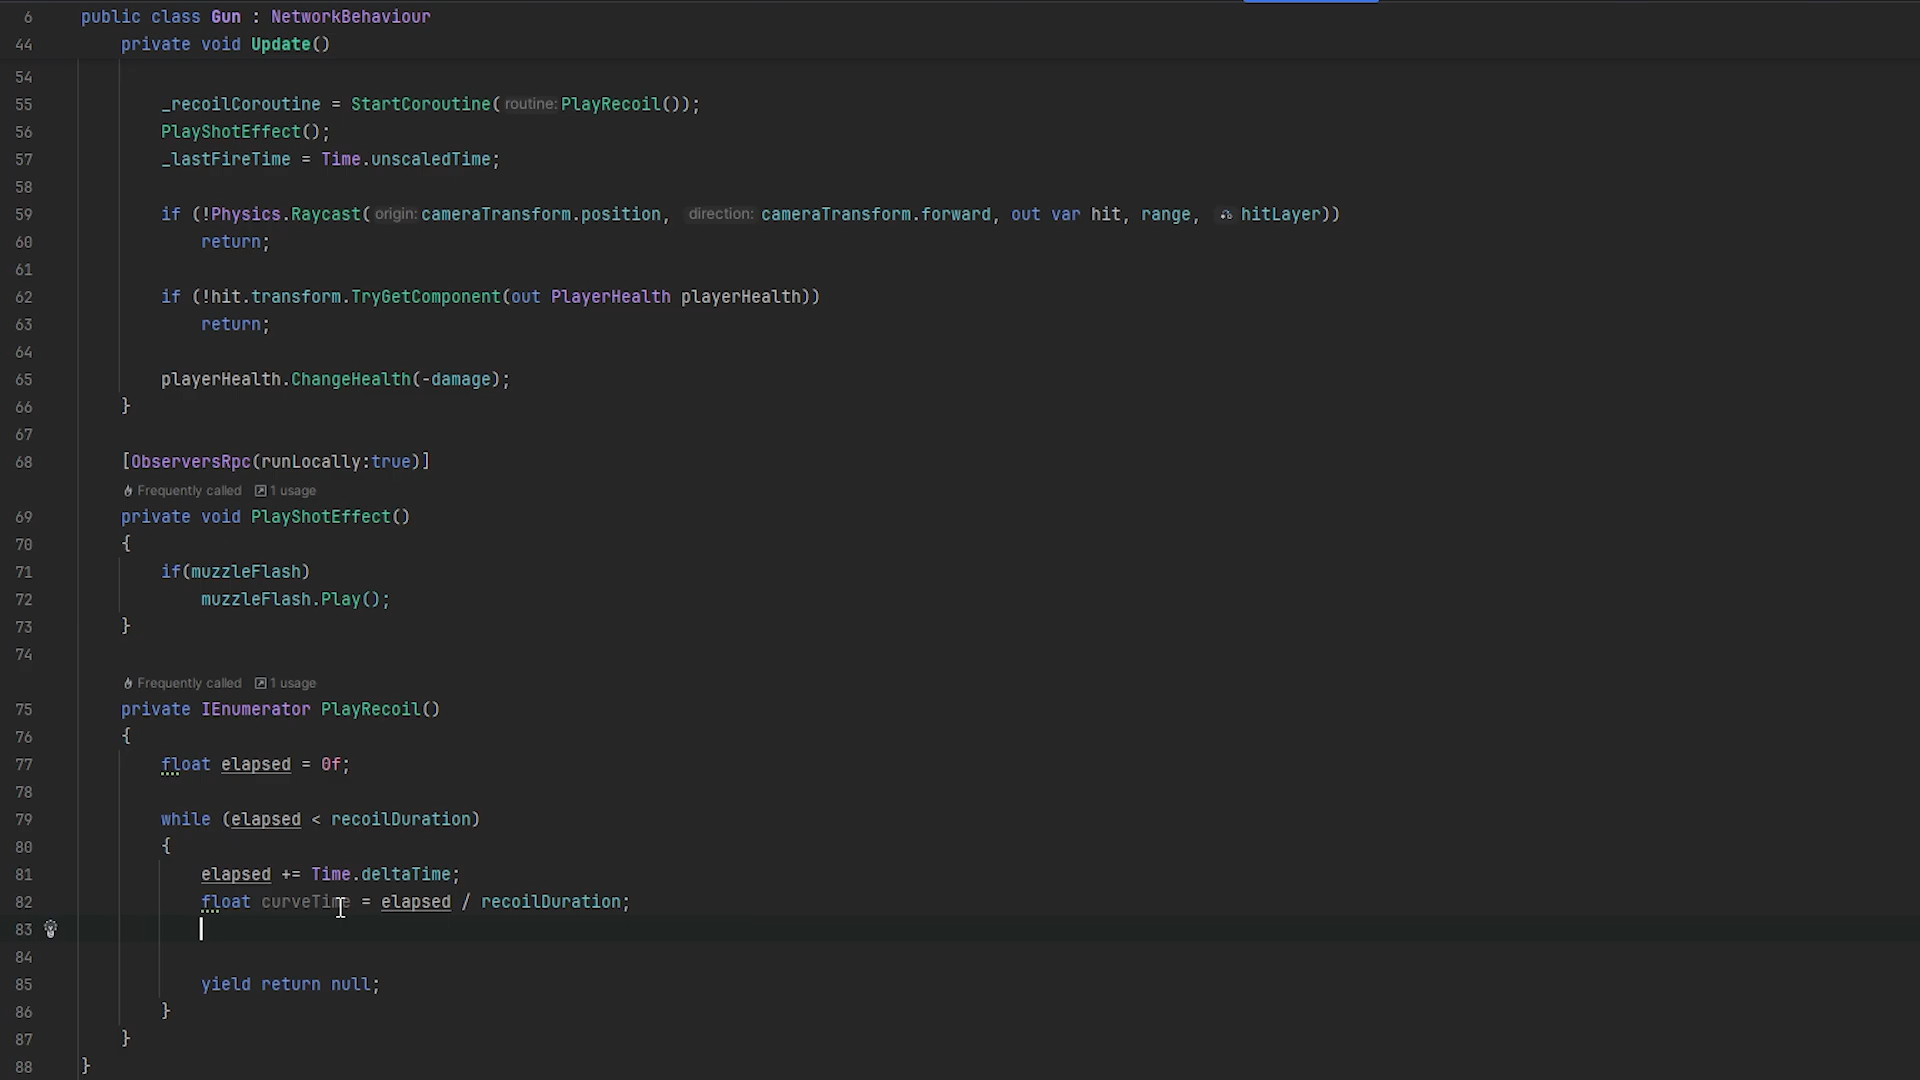 6 public class Gun : NetworkBehaviour
44 private void Update()
54
55 _recoilCoroutine = StartCoroutine( routine: PlayRecoil());
56 PlayShotEffect();
57 _lastFireTime = Time.unscaledTime;
58
59 if (!Physics.Raycast( origin: cameraTransform.position, direction: cameraTransform.forward, out var hit, range, hitLayer))
60 return;
61
62 if (!hit.transform.TryGetComponent(out PlayerHealth playerHealth))
63 return;
64
65 playerHealth.ChangeHealth(-damage);
66 }
67
68 [ObserversRpc(runLocally:true)]
Frequently called 1 usage
69 private void PlayShotEffect()
70 {
71 if(muzzleFlash)
72 muzzleFlash.Play();
73 }
74
Frequently called 1 usage
75 private IEnumerator PlayRecoil()
76 {
77 float elapsed = 0f;
78
79 while (elapsed < recoilDuration)
80 {
81 elapsed += Time.deltaTime;
82 float curveTime = elapsed / recoilDuration;
83
84
85 yield return null;
86 }
87 }
88 }